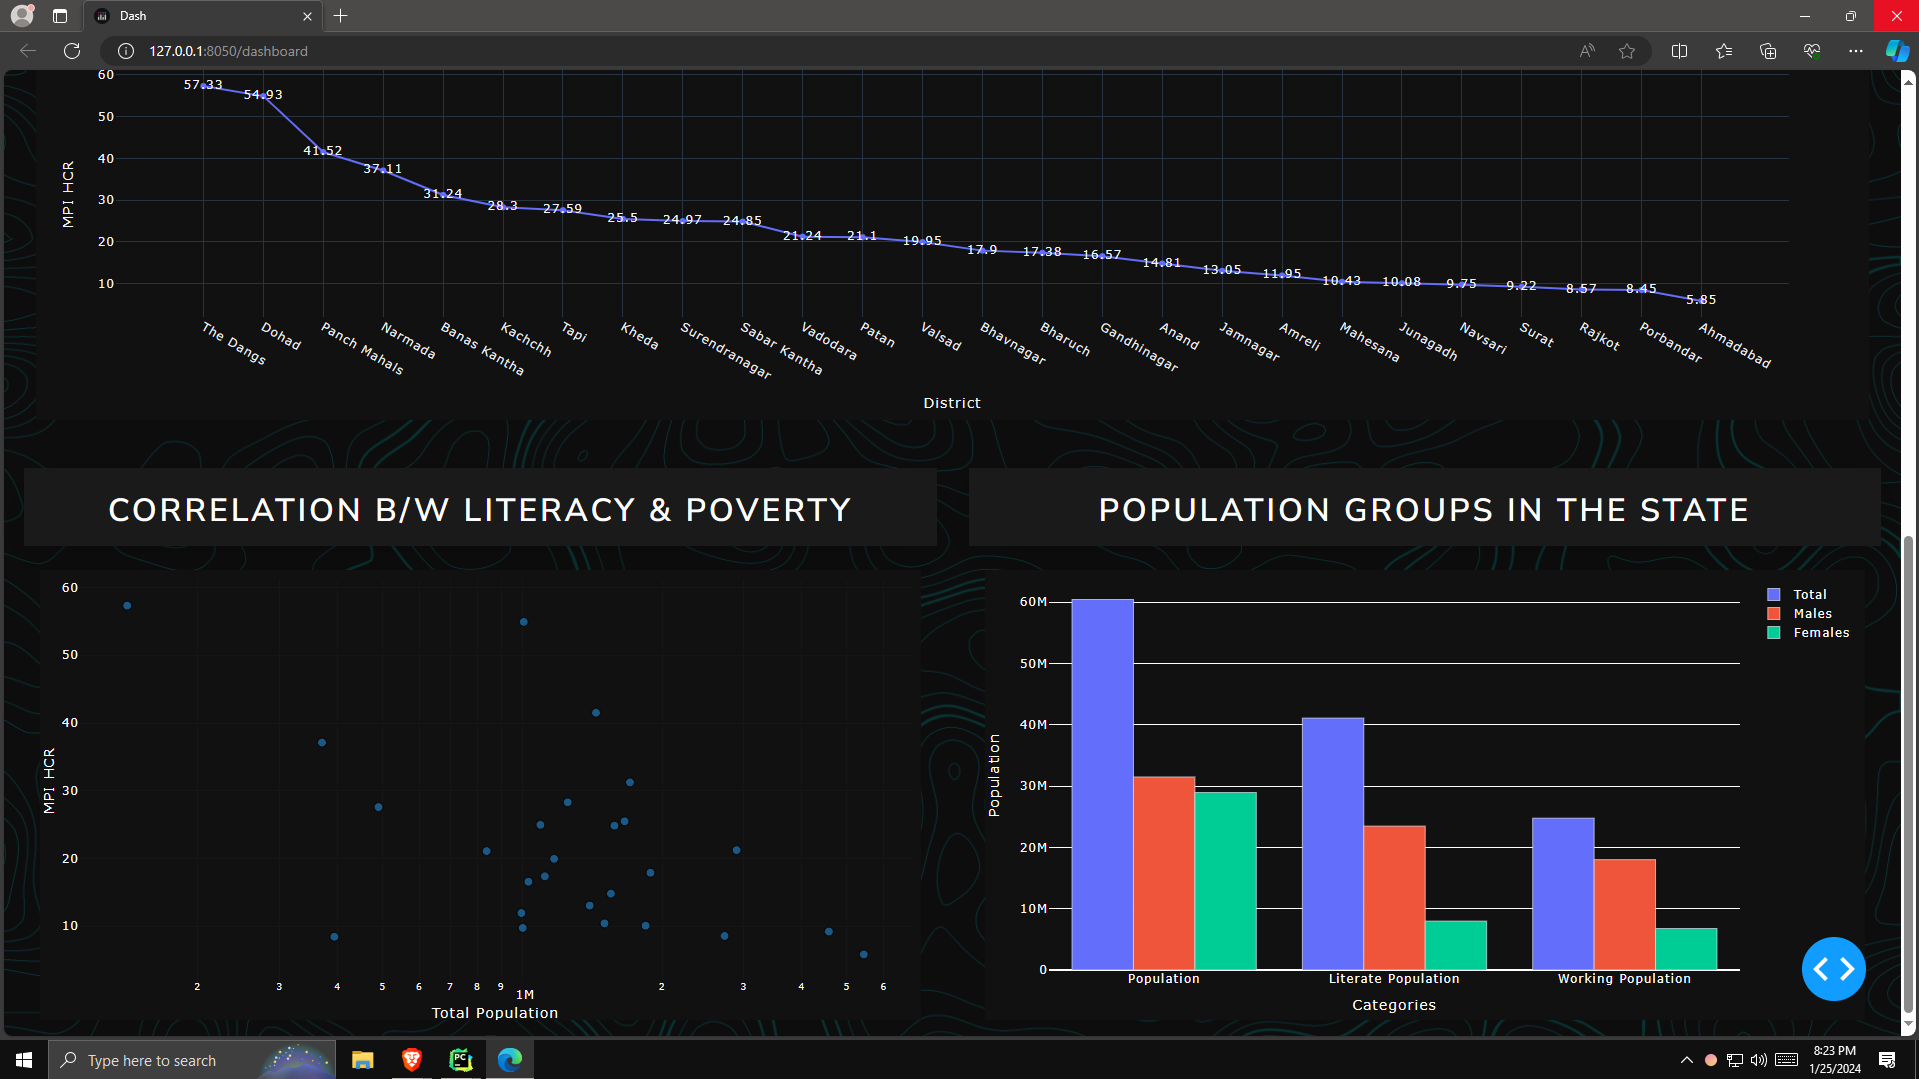 Dash
127.0.0.1:8050/dashboard
MPI HCR
60
50
40
30
20
10
57.33
54.93
41.52
37.11
31.24
28.3
27.59
25.5
24.97
24.85
21.24
21.1
19.95
17.9
17.38
16.57
14.81
13.05
11.95
10.43
10.08
9.75
9.22
8.57
8.45
5.85
The Dangs
Dohad
Panch Mahals
Narmada
Banas Kantha
Kachchh
Tapi
Kheda
Surendranagar
Sabar Kantha
Vadodara
Patan
Valsad
Bhavnagar
Bharuch
Gandhinagar
Anand
Jamnagar
Amreli
Mahesana
Junagadh
Navsari
Surat
Rajkot
Porbandar
Ahmadabad
District
CORRELATION B/W LITERACY & POVERTY
MPI HCR
60
50
40
30
20
10
2 3 4 5 6 7 8 9 1M 2 3 4 5 6
Total Population
POPULATION GROUPS IN THE STATE
Population
60M
50M
40M
30M
20M
10M
0
Total
Males
Females
Population Literate Population Working Population
Categories
Type here to search
PC
8:23 PM
1/25/2024